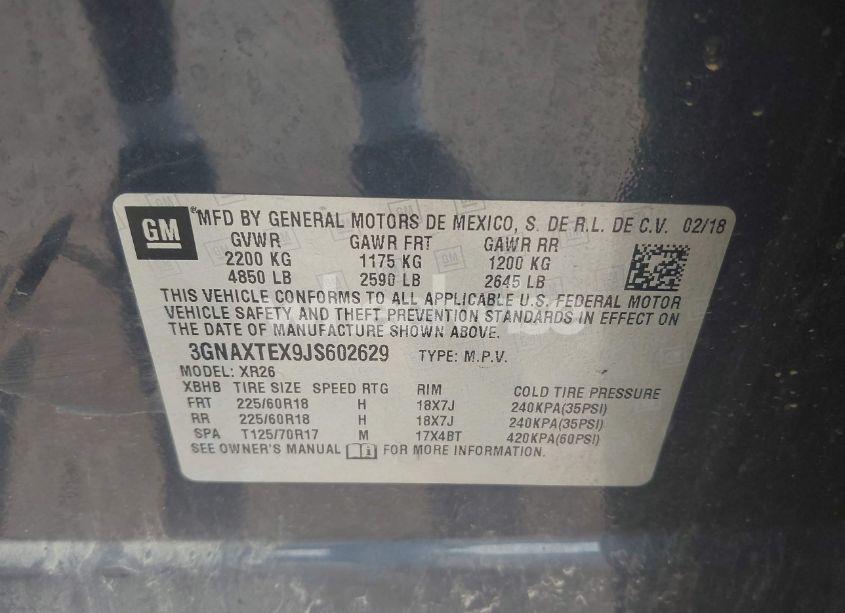 GM MFD BY GENERAL MOTORS DE MEXICO, S. DE R.L. DE C.V. 02/18
GVWR GAWR FRT GAWR RR
2200 KG 1175 KG 1200 KG
4850 LB 2590 LB 2645 LB
THIS VEHICLE CONFORMS TO ALL APPLICABLE U.S. FEDERAL MOTOR
VEHICLE SAFETY AND THEFT PREVENTION STANDARDS IN EFFECT ON
THE DATE OF MANUFACTURE SHOWN ABOVE.
3GNAXTEX9JS602629 TYPE: M.P.V.
MODEL: XR26
XBHB TIRE SIZE SPEED RTG RIM COLD TIRE PRESSURE
FRT 225/60R18 H 18X7J 240KPA(35PSI)
RR 225/60R18 H 18X7J 240KPA(35PSI)
SPA T125/70R17 M 17X4BT 420KPA(60PSI)
SEE OWNER'S MANUAL FOR MORE INFORMATION.